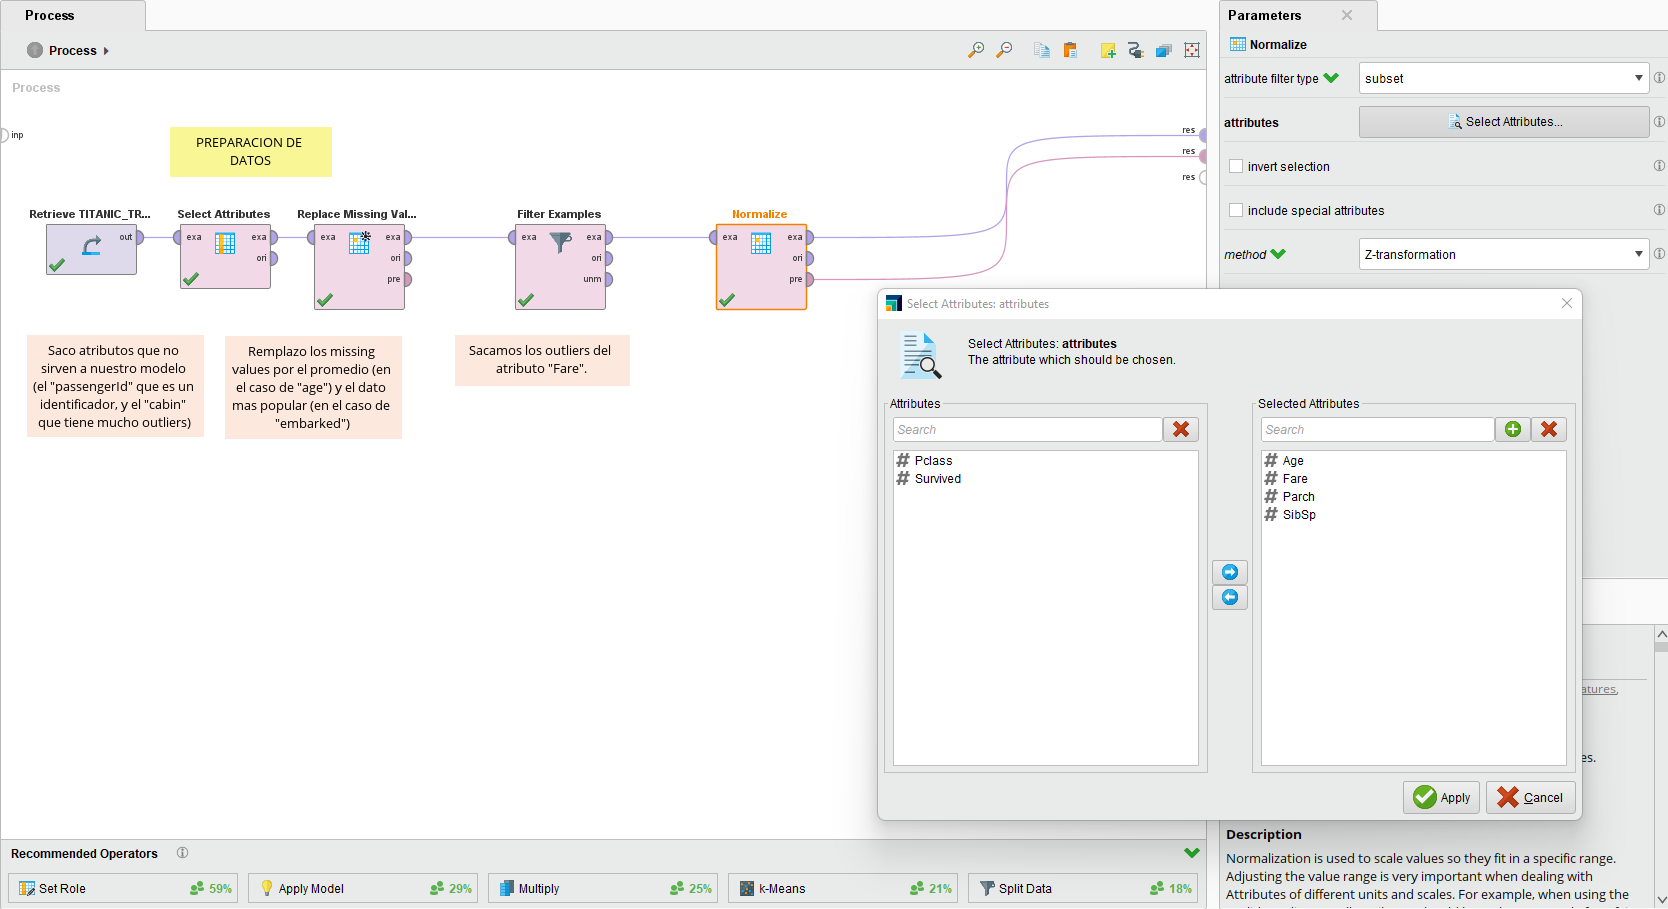 Process
Process
Process
inp
PREPARACION DE
DATOS
res
res
res
Retrieve TITANIC_TR...
out
Select Attributes
exa
exa
ori
Replace Missing Val...
exa
exa
ori
pre
Filter Examples
exa
exa
ori
unm
Normalize
exa
exa
ori
pre
Saco atributos que no
sirven a nuestro modelo
(el "passengerId" que es un
identificador, y el "cabin"
que tiene mucho outliers)
Remplazo los missing
values por el promedio (en
el caso de "age") y el dato
mas popular (en el caso de
"embarked")
Sacamos los outliers del
atributo "Fare".
Recommended Operators
Set Role 59%
Apply Model 29%
Multiply 25%
k-Means 21%
Split Data 18%
Parameters
Normalize
attribute filter type
subset
attributes
Select Attributes...
invert selection
include special attributes
method
Z-transformation
Select Attributes: attributes
Select Attributes: attributes
The attribute which should be chosen.
Attributes
Search
Pclass
Survived
Selected Attributes
Search
Age
Fare
Parch
SibSp
Apply
Cancel
atures,
es.
Description
Normalization is used to scale values so they fit in a specific range.
Adjusting the value range is very important when dealing with
Attributes of different units and scales. For example, when using the